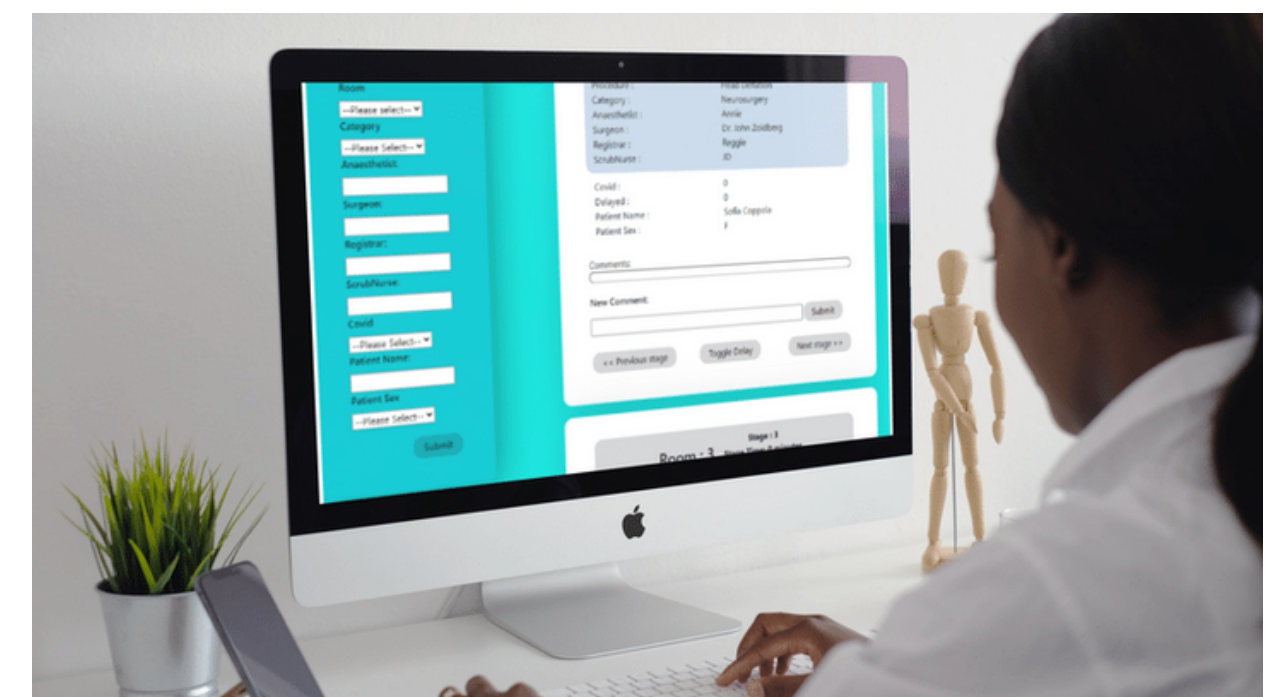 Room
--Please select--
Category
--Please Select--
Anaesthetist:
Surgeon:
Registrar:
ScrubNurse:
Covid
--Please Select--
Patient Name:
Patient Sex
--Please Select--
Submit
Procedure : Head Deflation
Category : Neurosurgery
Anaesthetist : Annie
Surgeon : Dr. John Zoidberg
Registrar : Reggie
ScrubNurse : JD
Covid : 0
Delayed : 0
Patient Name : Sofia Coppola
Patient Sex : F
Comments:
New Comment:
Submit
<< Previous stage
Toggle Delay
Next stage >>
Stage : 3
Room : 3